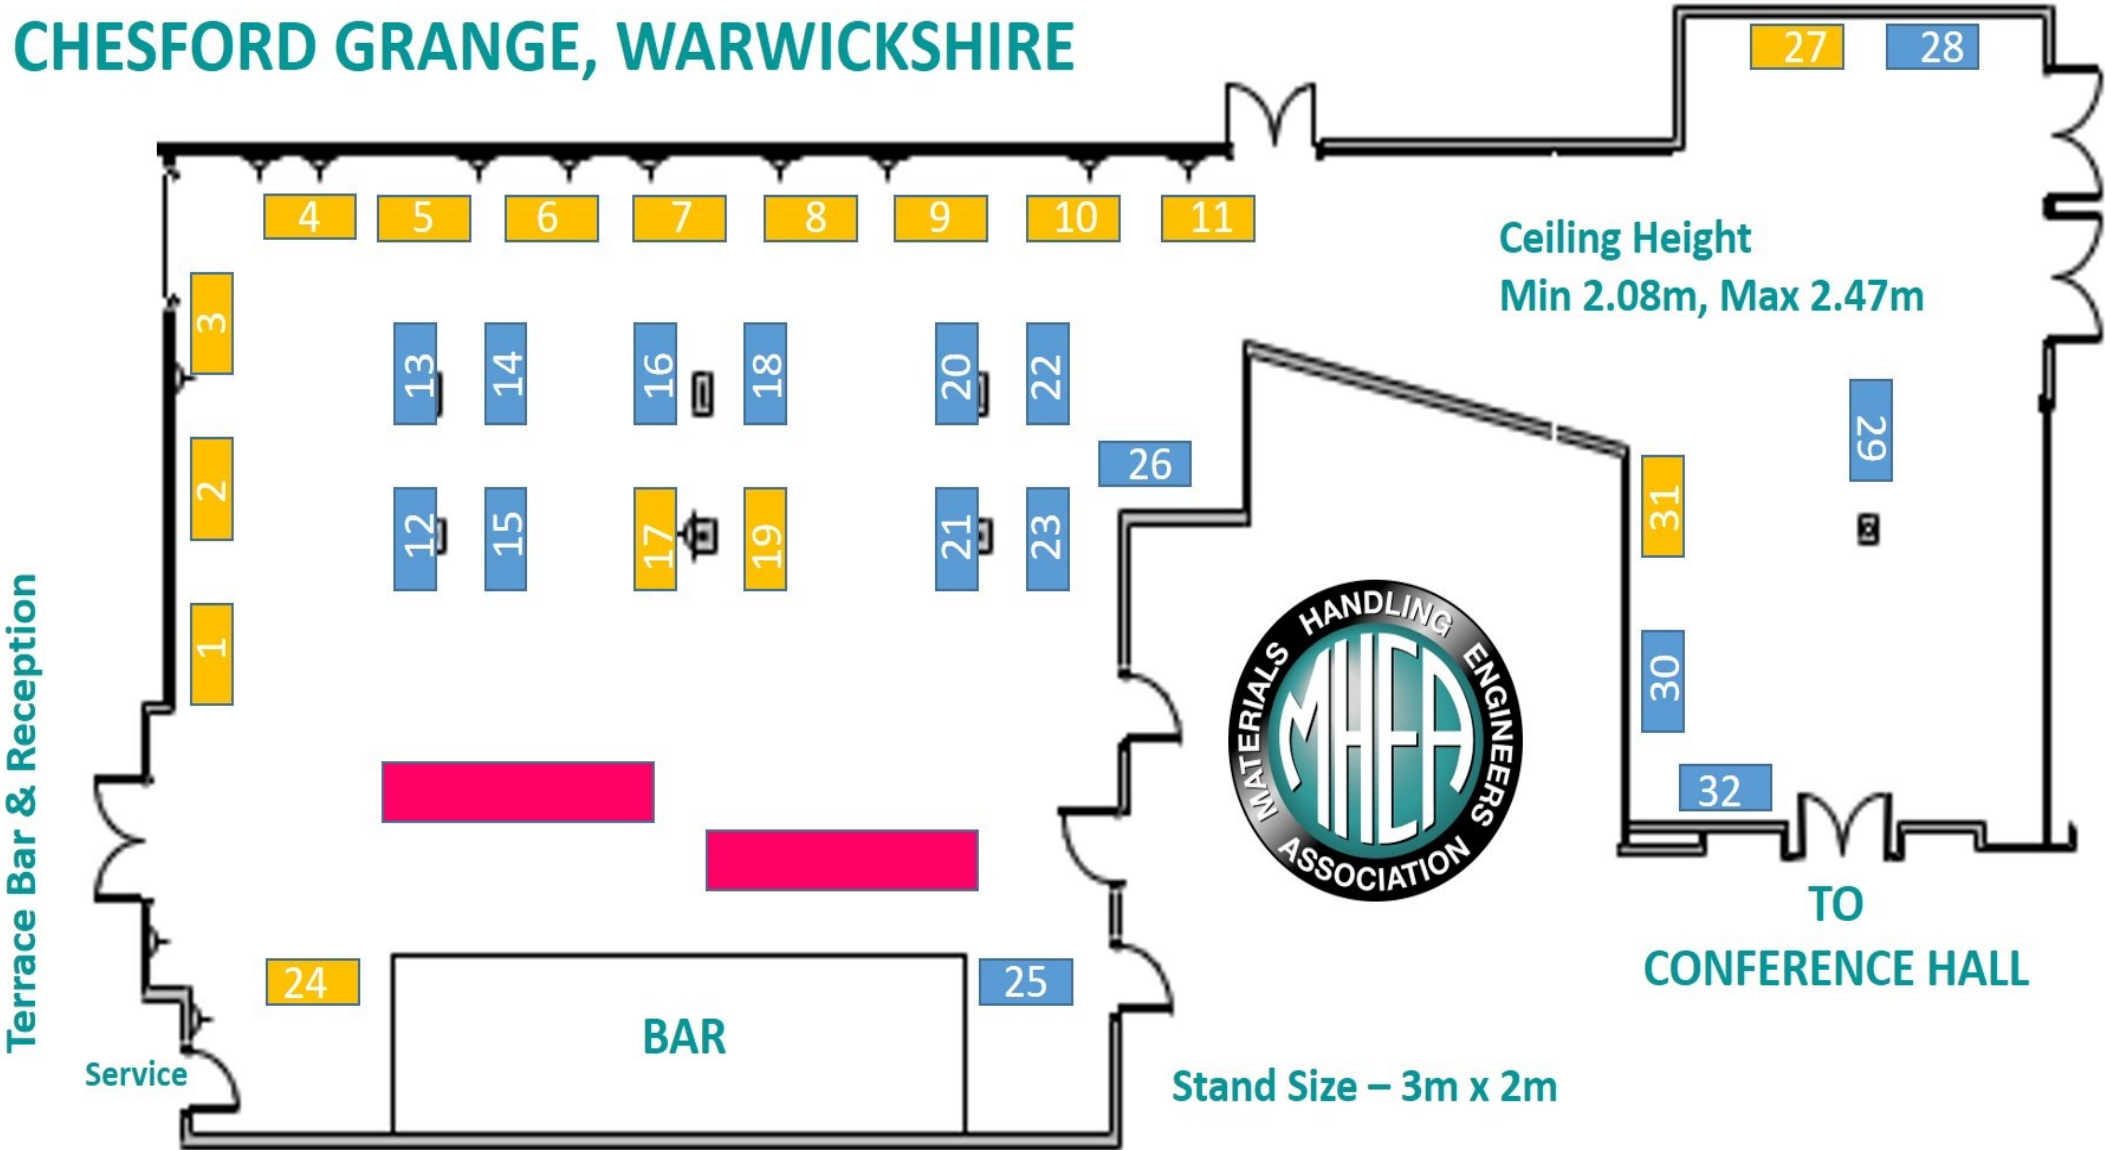 CHESFORD GRANGE, WARWICKSHIRE
27 28
4 5 6 7 8 9 10 11
Ceiling Height
Min 2.08m, Max 2.47m
3
13 14 16 18 20 22
29
26
2
12 15 17 19 21 23
31
1
30
MATERIALS HANDLING ENGINEERS
MHEA
ASSOCIATION
32
Terrace Bar & Reception
TO
CONFERENCE HALL
24
25
BAR
Service
Stand Size – 3m x 2m